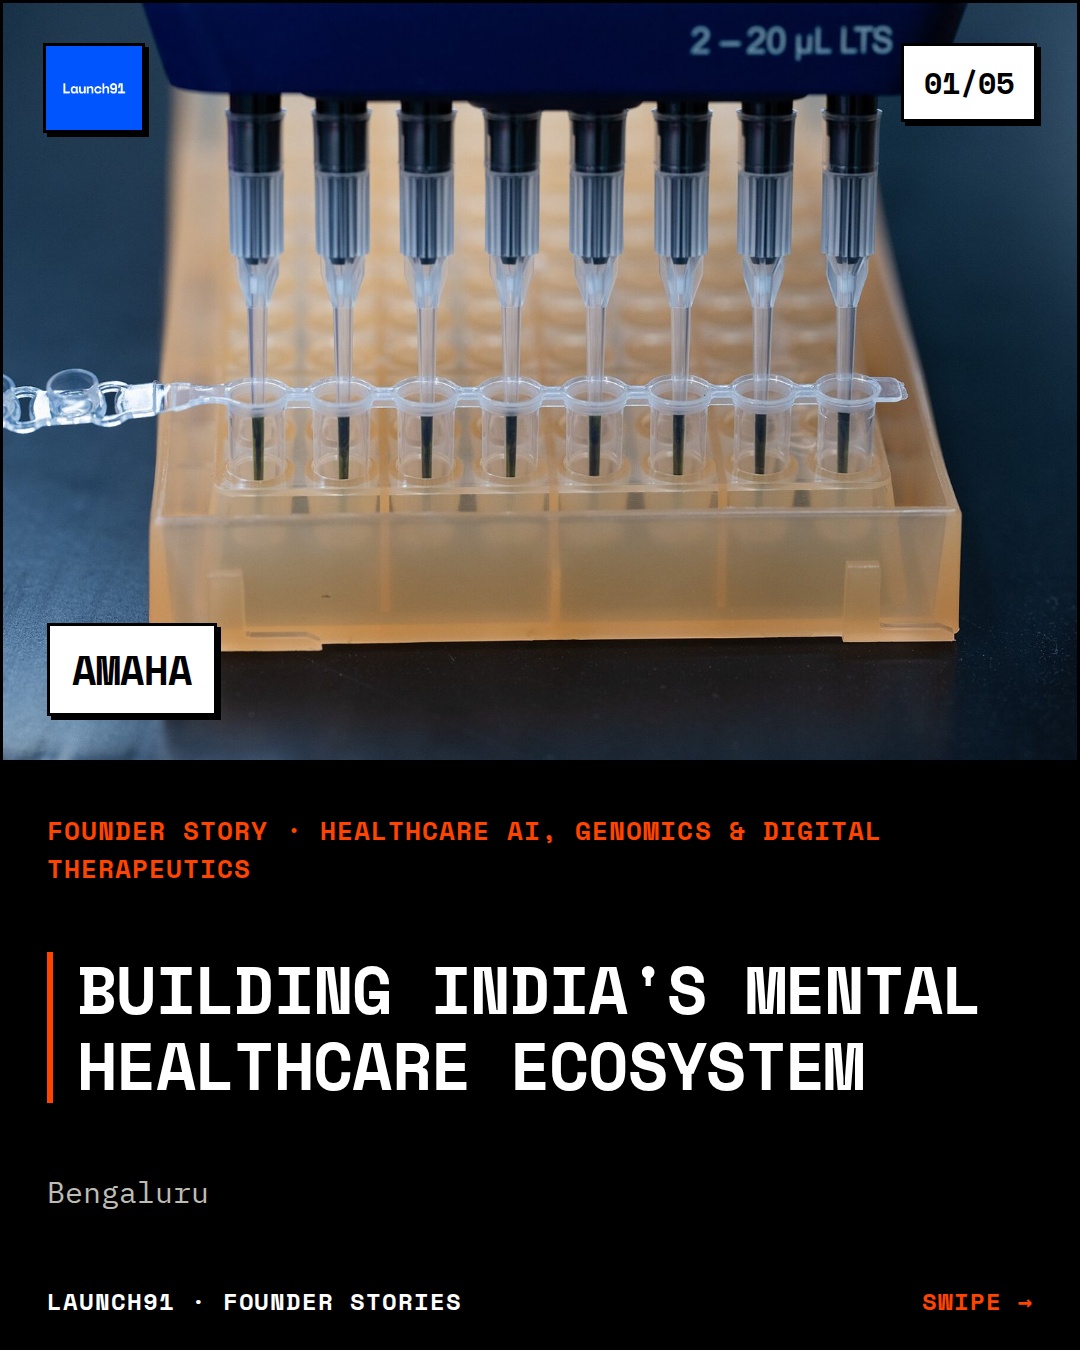 2 – 20 µL LTS
Launch91
01/05
AMAHA
FOUNDER STORY · HEALTHCARE AI, GENOMICS & DIGITAL
THERAPEUTICS
BUILDING INDIA'S MENTAL
HEALTHCARE ECOSYSTEM
Bengaluru
LAUNCH91 · FOUNDER STORIES
SWIPE →